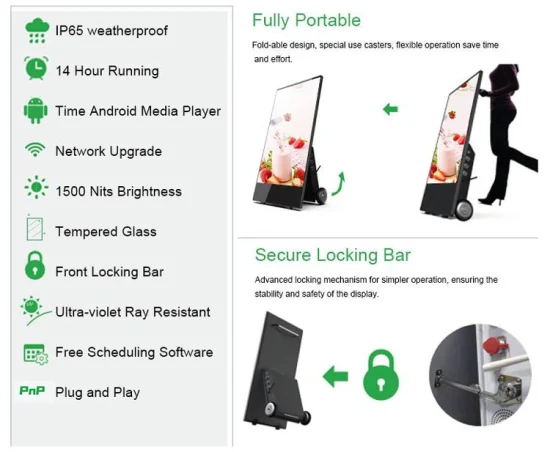 IP65 weatherproof
14 Hour Running
Time Android Media Player
Network Upgrade
1500 Nits Brightness
Tempered Glass
Front Locking Bar
Ultra-violet Ray Resistant
Free Scheduling Software
PnP Plug and Play
Fully Portable
Fold-able design, special use casters, flexible operation save time
and effort.
Secure Locking Bar
Advanced locking mechanism for simpler operation, ensuring the
stability and safety of the display.